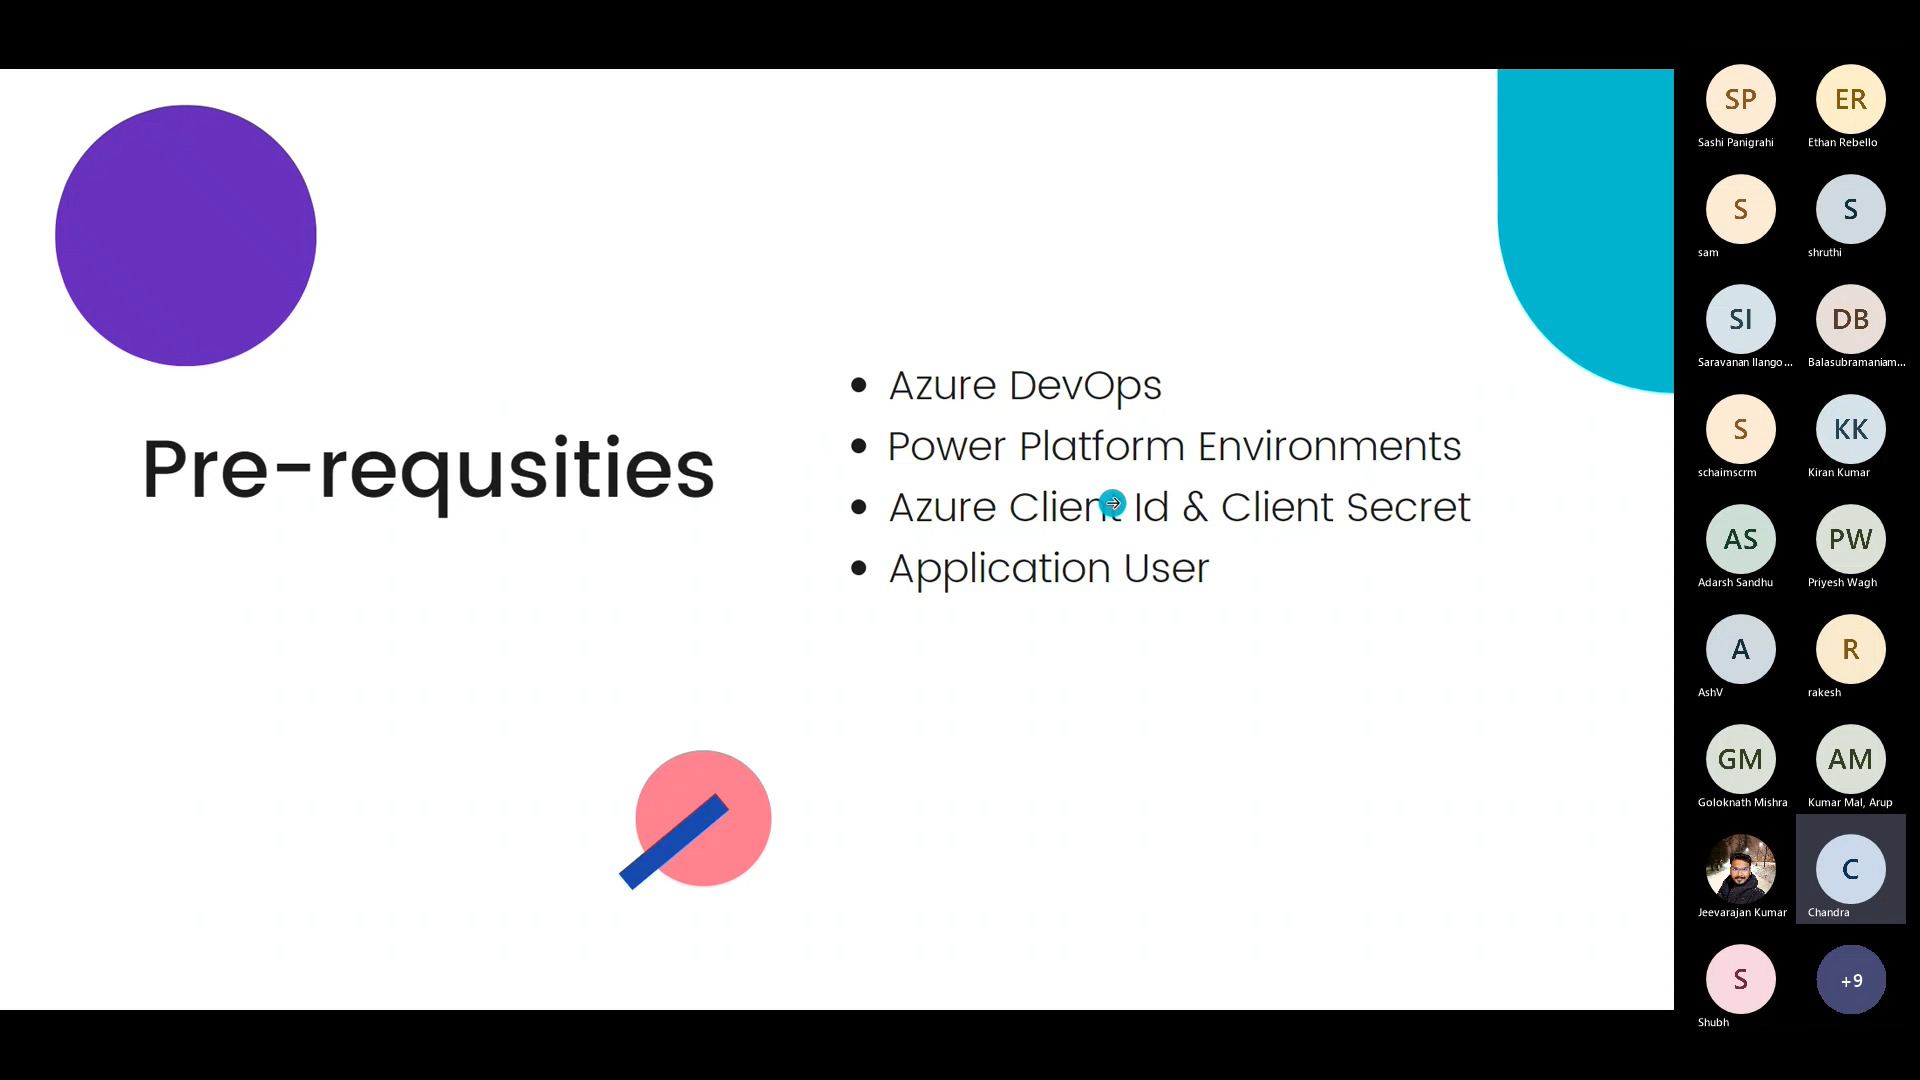 Pre-requsities
• Azure DevOps
• Power Platform Environments
• Azure Client Id & Client Secret
• Application User
SP
Sashi Panigrahi
ER
Ethan Rebello
S
sam
S
shruthi
SI
Saravanan Ilango...
DB
Balasubramaniam...
S
schaimscrm
KK
Kiran Kumar
AS
Adarsh Sandhu
PW
Priyesh Wagh
A
AshV
R
rakesh
GM
Goloknath Mishra
AM
Kumar Mal, Arup
Jeevarajan Kumar
C
Chandra
S
Shubh
+9